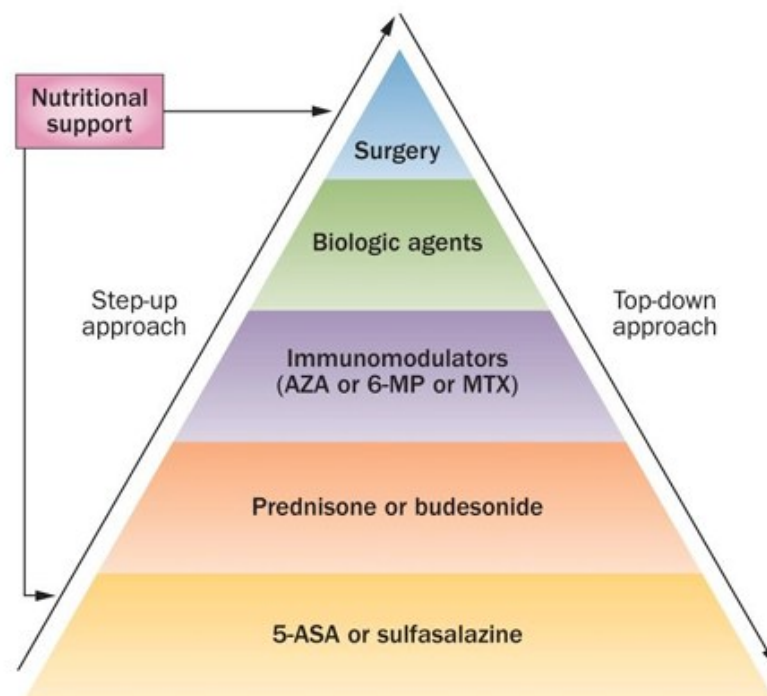 Nutritional
support
Surgery
Biologic agents
Step-up
approach
Top-down
approach
Immunomodulators
(AZA or 6-MP or MTX)
Prednisone or budesonide
5-ASA or sulfasalazine